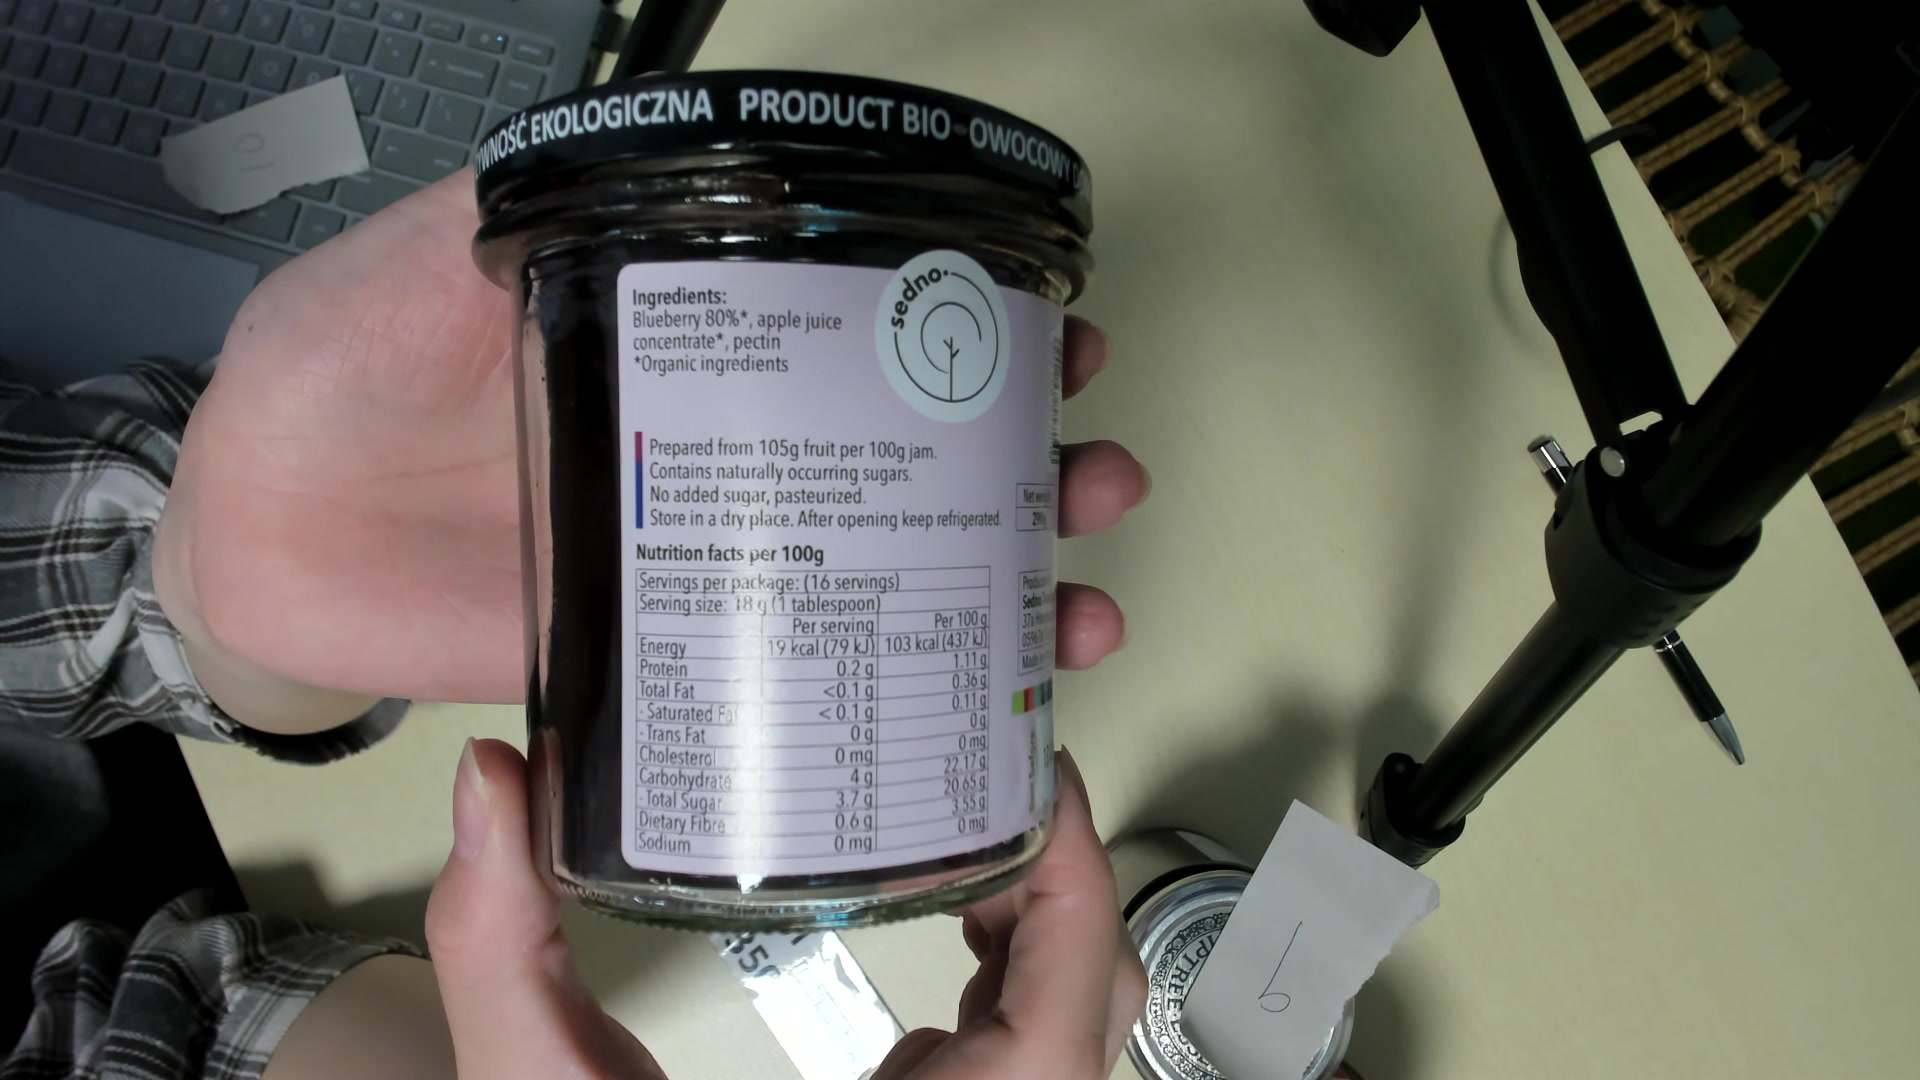 EKOLOGICZNA PRODUCT BIO OWOCOWY
sedno.
Ingredients:
Blueberry 80%*, apple juice
concentrate*, pectin
*Organic ingredients
Prepared from 105g fruit per 100g jam.
Contains naturally occurring sugars.
No added sugar, pasteurized.
Store in a dry place. After opening keep refrigerated.
Nutrition facts per 100g
Servings per package: (16 servings)
Serving size: 18 g (1 tablespoon)
Per serving Per 100 g
Energy 19 kcal (79 kJ) 103 kcal (437 kJ)
Protein 0.2 g 1.11 g
Total Fat <0.1 g 0.36 g
- Saturated Fat < 0.1 g 0.11 g
- Trans Fat 0 g 0 g
Cholesterol 0 mg 0 mg
Carbohydrate 4 g 22.17 g
- Total Sugar 3.7 g 20.65 g
Dietary Fibre 0.6 g 3.55 g
Sodium 0 mg 0 mg
Net
290g
Sedno